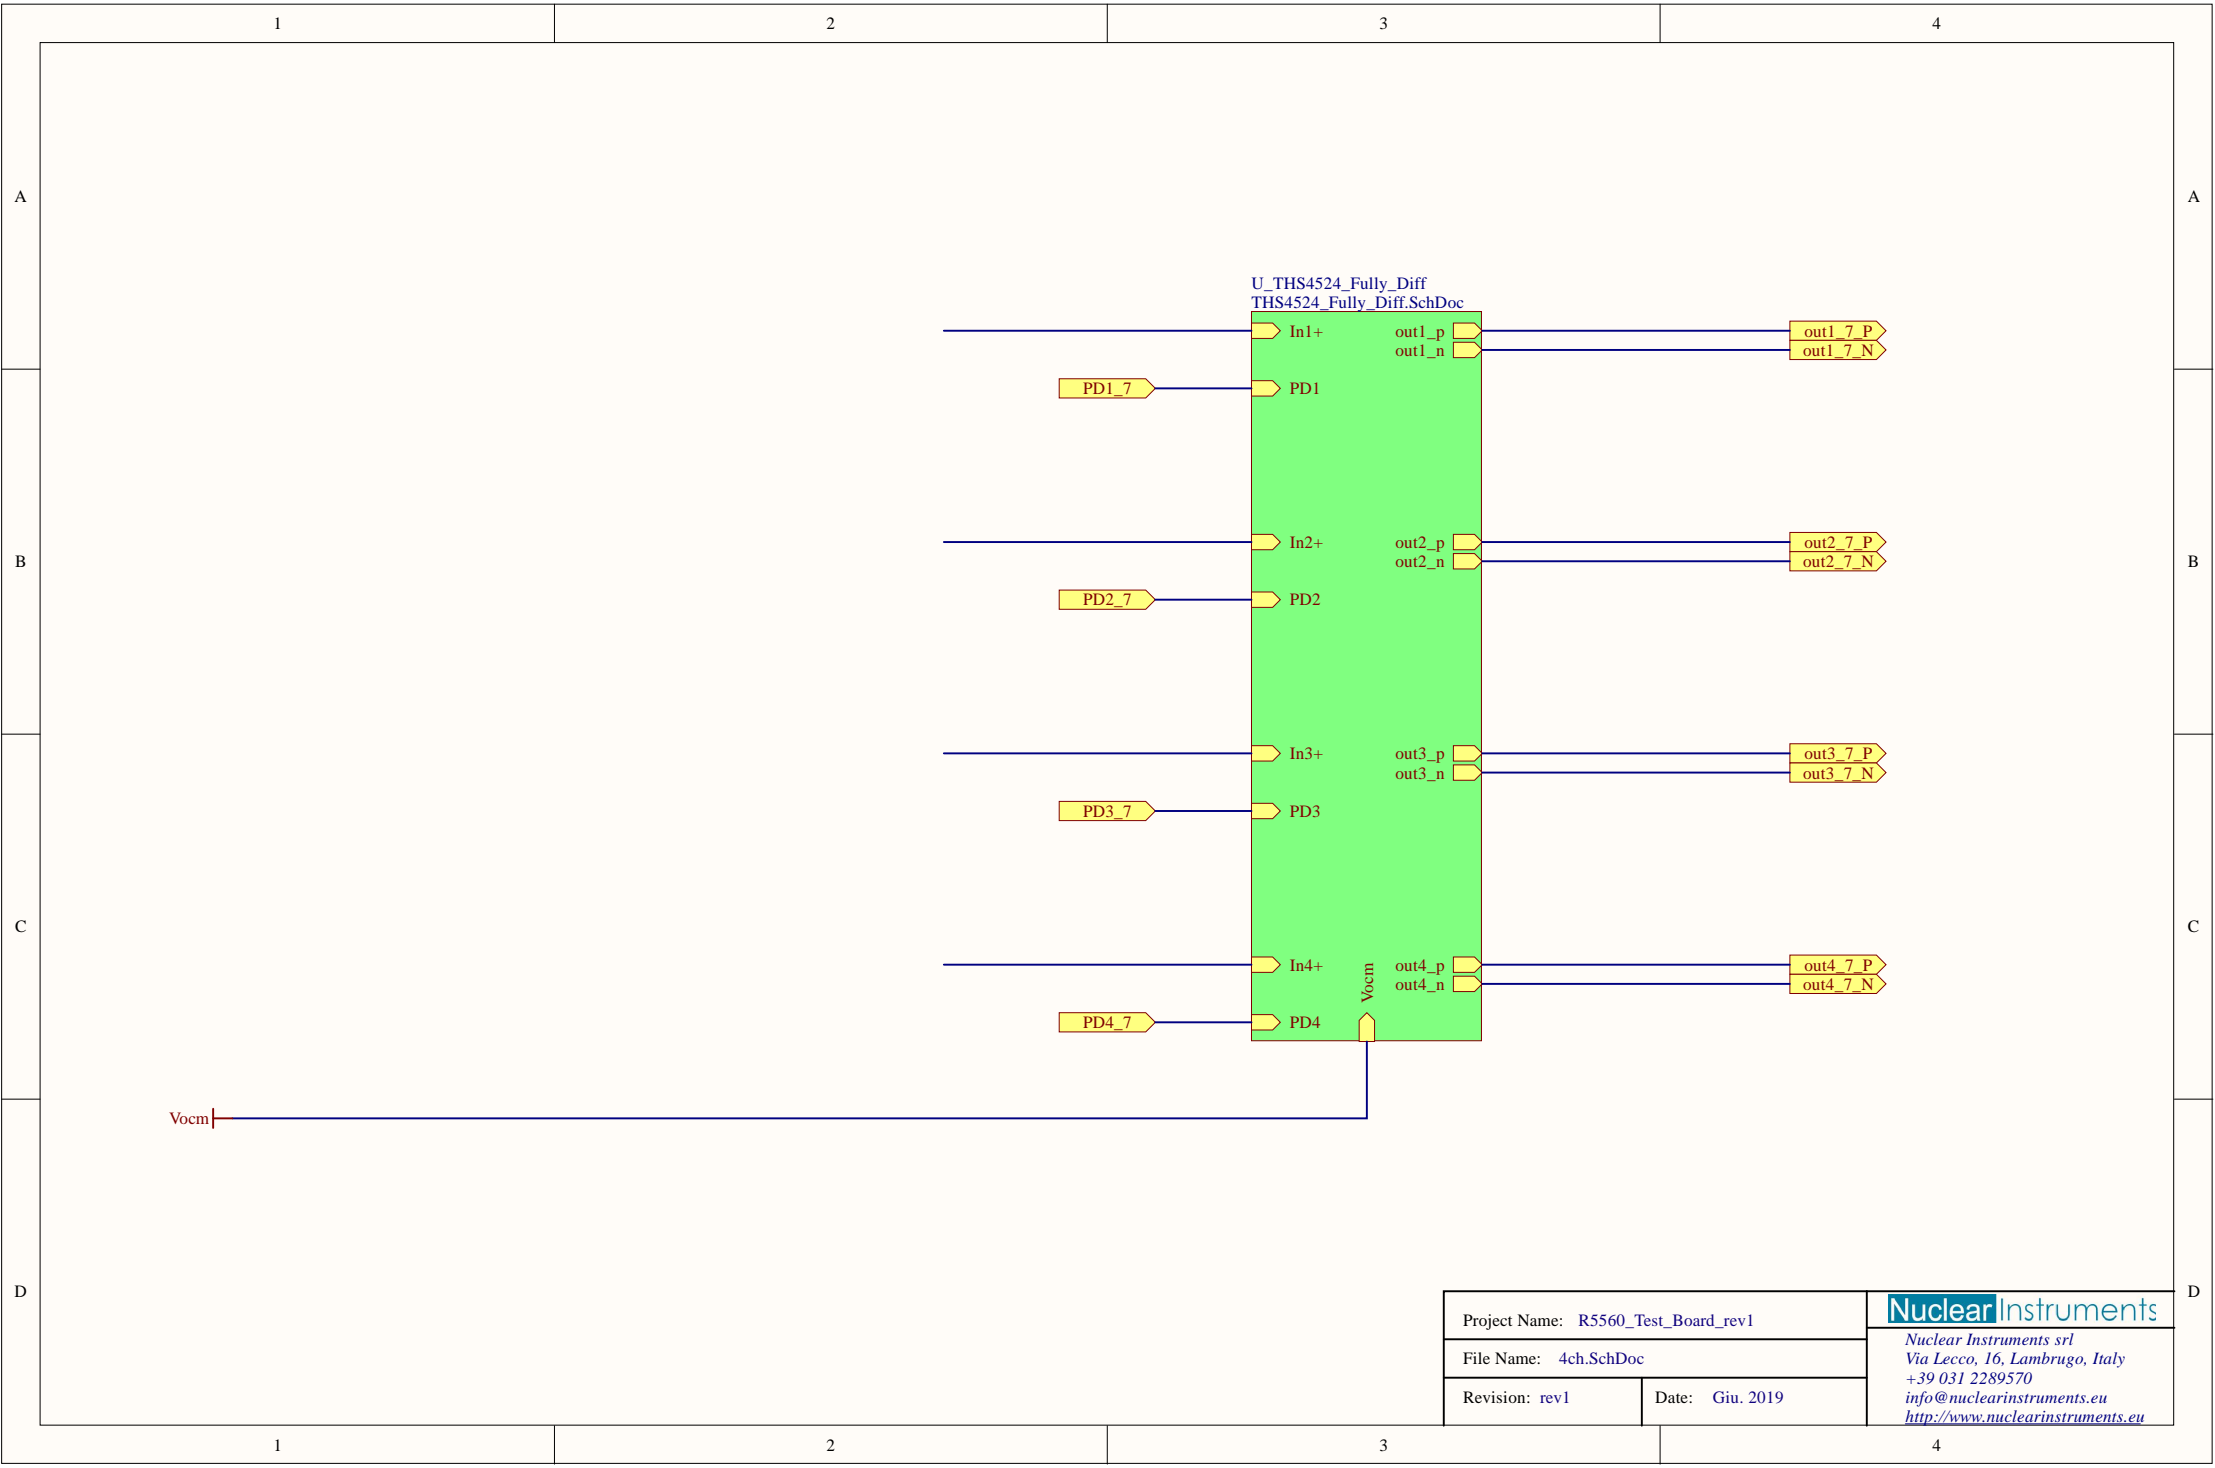 1 2 3 4
A A
U_THS4524_Fully_Diff
THS4524_Fully_Diff.SchDoc
In1+ out1_p out1_7_P
out1_n out1_7_N
PD1_7 PD1
In2+ out2_p out2_7_P
B out2_n out2_7_N B
PD2_7 PD2
In3+ out3_p out3_7_P
out3_n out3_7_N
PD3_7 PD3
C C
In4+ out4_p out4_7_P
Vocm out4_n out4_7_N
PD4_7 PD4
Vocm
D D
Project Name: R5560_Test_Board_rev1
File Name: 4ch.SchDoc
Revision: rev1 Date: Giu. 2019
Nuclear Instruments
Nuclear Instruments srl
Via Lecco, 16, Lambrugo, Italy
+39 031 2289570
info@nuclearinstruments.eu
http://www.nuclearinstruments.eu
1 2 3 4